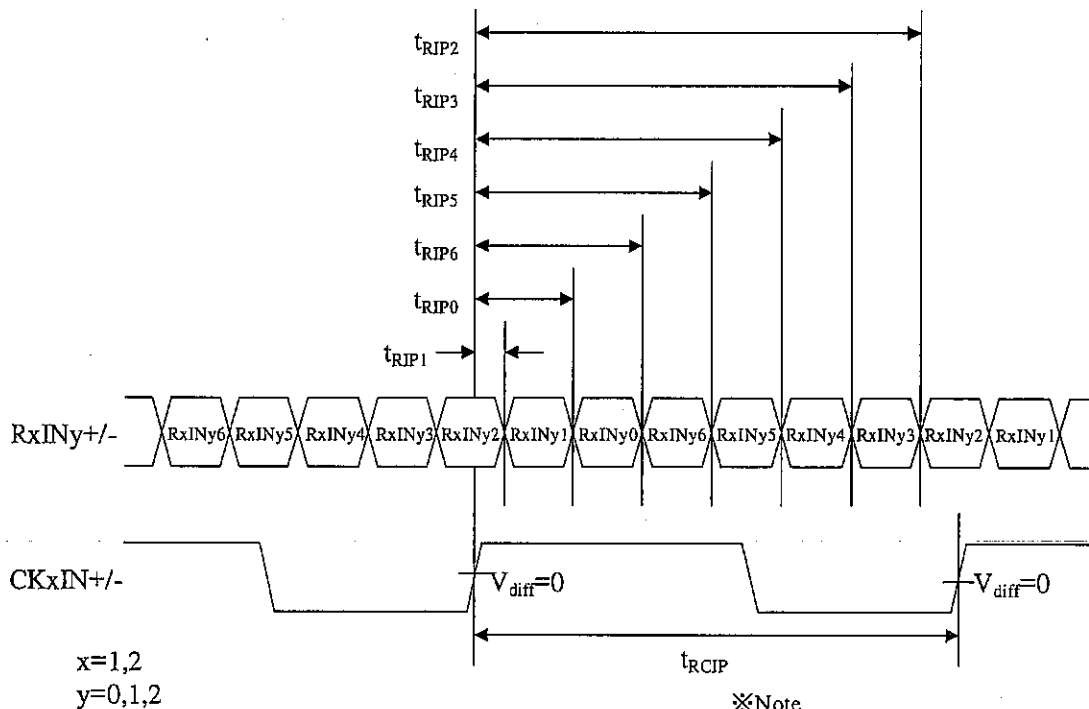 tRIP2
tRIP3
tRIP4
tRIP5
tRIP6
tRIP0
tRIP1
RxINy+/-
RxINy6 RxINy5 RxINy4 RxINy3 RxINy2 RxINy1 RxINy0 RxINy6 RxINy5 RxINy4 RxINy3 RxINy2 RxINy1
CKxIN+/-
Vdiff=0 Vdiff=0
tRCIP
x=1,2
y=0,1,2
※Note